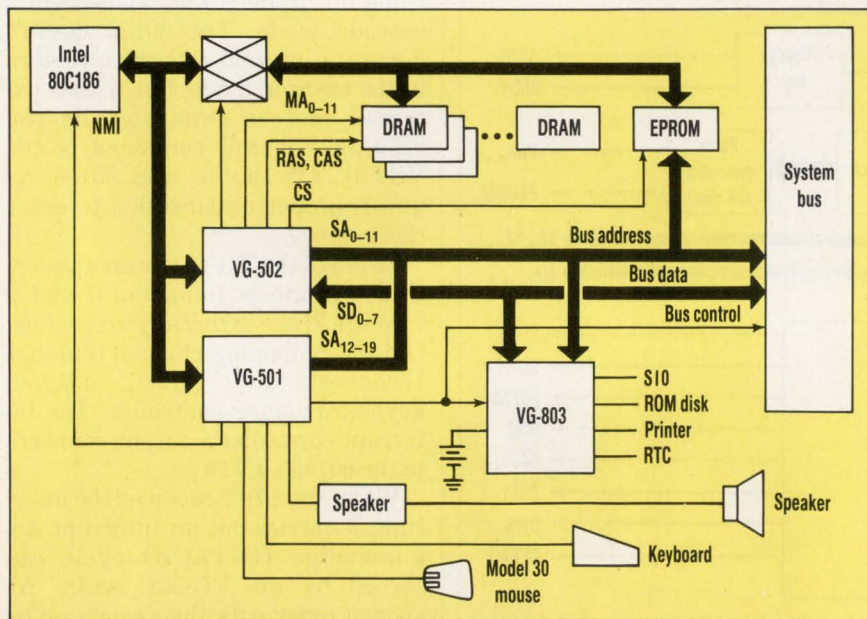 Intel
80C186
NMI
MA0–11
DRAM
DRAM
EPROM
RAS, CAS
CS
System
bus
SA0–11
Bus address
VG-502
Bus data
SD0–7
Bus control
SA12–19
VG-501
VG-803
SIO
ROM disk
Printer
RTC
Speaker
Speaker
Keyboard
Model 30
mouse